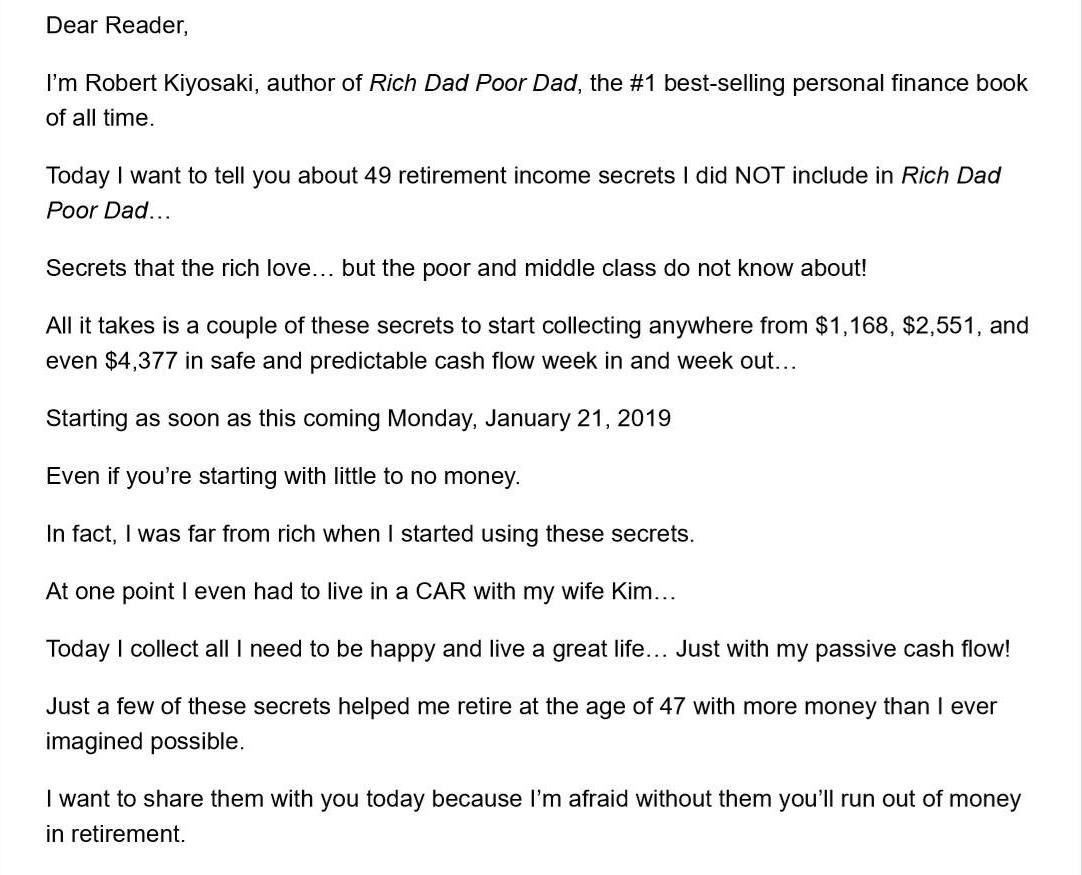 Dear Reader,
I'm Robert Kiyosaki, author of Rich Dad Poor Dad, the #1 best-selling personal finance book
of all time.
Today I want to tell you about 49 retirement income secrets I did NOT include in Rich Dad
Poor Dad…
Secrets that the rich love… but the poor and middle class do not know about!
All it takes is a couple of these secrets to start collecting anywhere from $1,168, $2,551, and
even $4,377 in safe and predictable cash flow week in and week out…
Starting as soon as this coming Monday, January 21, 2019
Even if you're starting with little to no money.
In fact, I was far from rich when I started using these secrets.
At one point I even had to live in a CAR with my wife Kim…
Today I collect all I need to be happy and live a great life… Just with my passive cash flow!
Just a few of these secrets helped me retire at the age of 47 with more money than I ever
imagined possible.
I want to share them with you today because I'm afraid without them you'll run out of money
in retirement.